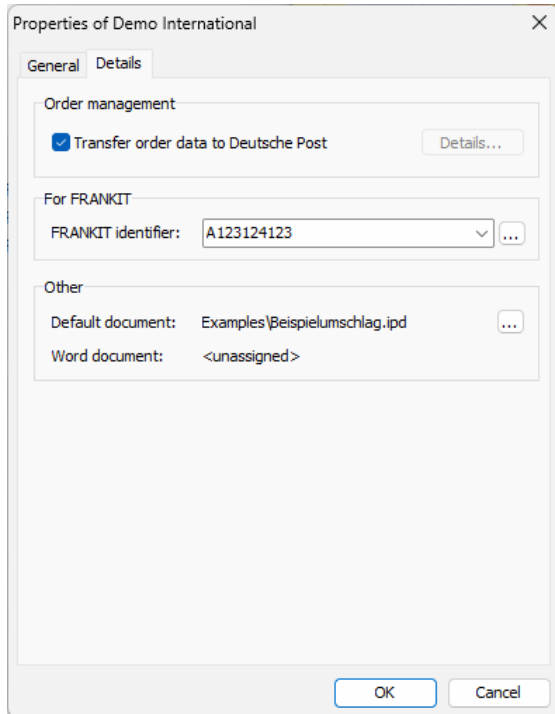 Properties of Demo International
General Details
Order management
Transfer order data to Deutsche Post Details...
For FRANKIT
FRANKIT identifier: A123124123 ...
Other
Default document: Examples\Beispielumschlag.ipd ...
Word document: <unassigned>
OK Cancel